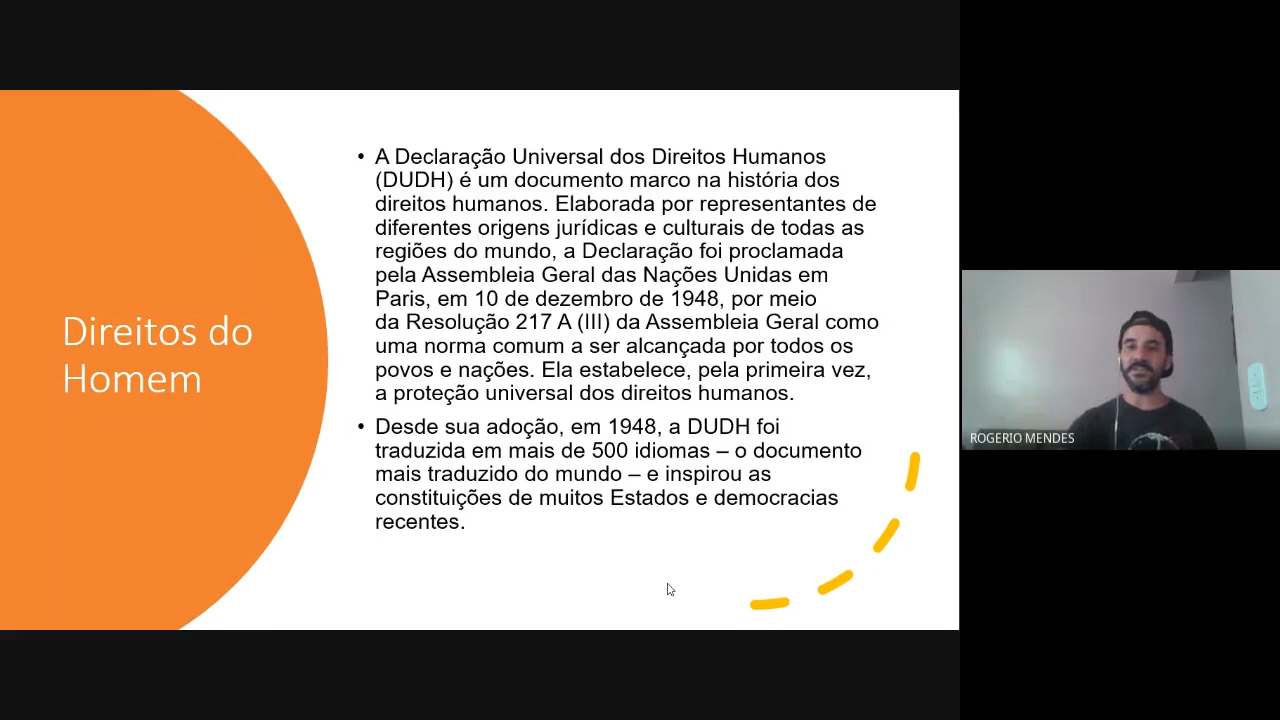 Direitos do
Homem
• A Declaração Universal dos Direitos Humanos
(DUDH) é um documento marco na história dos
direitos humanos. Elaborada por representantes de
diferentes origens jurídicas e culturais de todas as
regiões do mundo, a Declaração foi proclamada
pela Assembleia Geral das Nações Unidas em
Paris, em 10 de dezembro de 1948, por meio
da Resolução 217 A (III) da Assembleia Geral como
uma norma comum a ser alcançada por todos os
povos e nações. Ela estabelece, pela primeira vez,
a proteção universal dos direitos humanos.
• Desde sua adoção, em 1948, a DUDH foi
traduzida em mais de 500 idiomas – o documento
mais traduzido do mundo – e inspirou as
constituições de muitos Estados e democracias
recentes.
ROGERIO MENDES